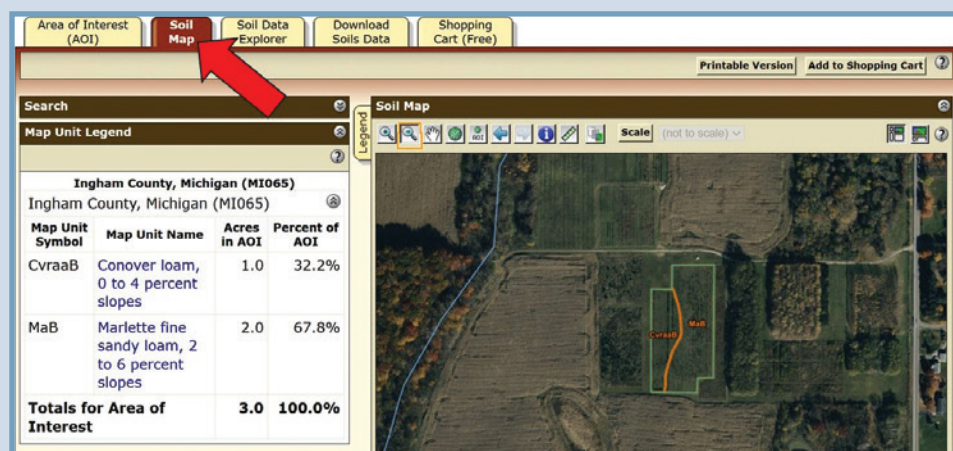 Area of Interest
(AOI)
Soil
Map
Soil Data
Explorer
Download
Soils Data
Shopping
Cart (Free)
Printable Version
Add to Shopping Cart
Search
Map Unit Legend
Ingham County, Michigan (MI065)
Ingham County, Michigan (MI065)
Map Unit
Symbol
Map Unit Name
Acres
in AOI
Percent of
AOI
CvraaB
Conover loam,
0 to 4 percent
slopes
1.0
32.2%
MaB
Marlette fine
sandy loam, 2
to 6 percent
slopes
2.0
67.8%
Totals for Area of
Interest
3.0
100.0%
Legend
Soil Map
AOI
Scale
(not to scale)
CvraaB
MaB